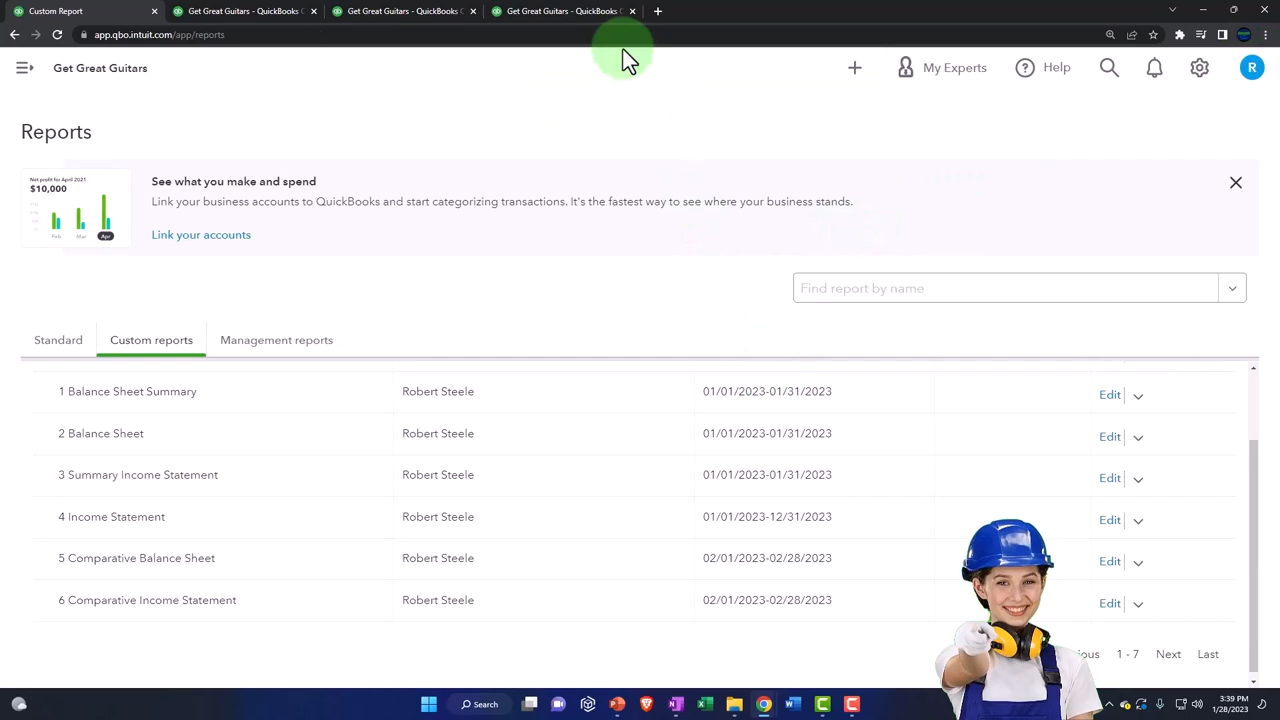 Custom Report
Get Great Guitars - QuickBooks O
Get Great Guitars - QuickBooks O
Get Great Guitars - QuickBooks O
app.qbo.intuit.com/app/reports
Get Great Guitars
My Experts
Help
R
Reports
Net profit for April 2021
$10,000
Feb Mar Apr
See what you make and spend
Link your business accounts to QuickBooks and start categorizing transactions. It's the fastest way to see where your business stands.
Link your accounts
Find report by name
Standard Custom reports Management reports
1 Balance Sheet Summary Robert Steele 01/01/2023-01/31/2023 Edit
2 Balance Sheet Robert Steele 01/01/2023-01/31/2023 Edit
3 Summary Income Statement Robert Steele 01/01/2023-01/31/2023 Edit
4 Income Statement Robert Steele 01/01/2023-12/31/2023 Edit
5 Comparative Balance Sheet Robert Steele 02/01/2023-02/28/2023 Edit
6 Comparative Income Statement Robert Steele 02/01/2023-02/28/2023 Edit
1 - 7 Next Last
Search
3:39 PM
1/28/2023